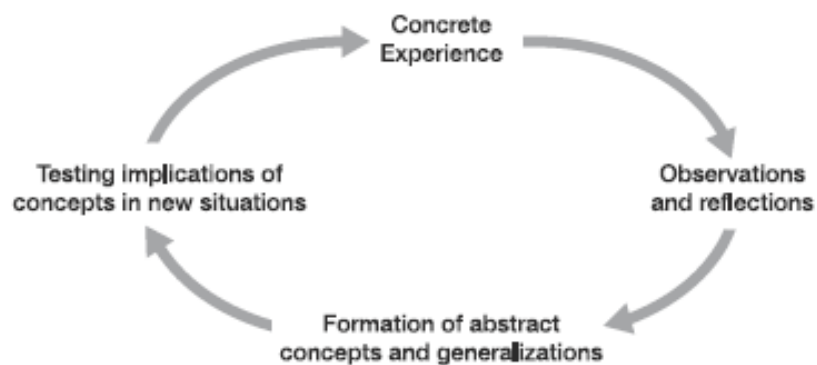 Concrete
Experience
Testing implications of
concepts in new situations
Observations
and reflections
Formation of abstract
concepts and generalizations